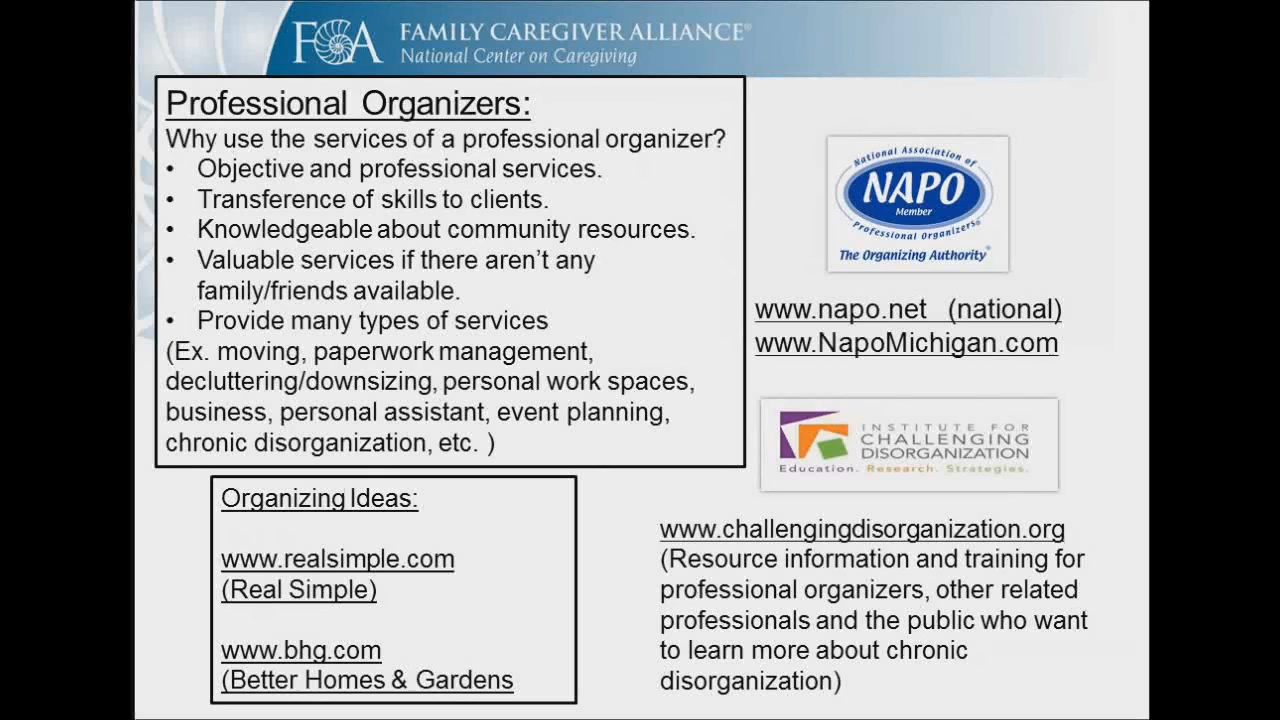 FCA FAMILY CAREGIVER ALLIANCE®
National Center on Caregiving
Professional Organizers:
Why use the services of a professional organizer?
• Objective and professional services.
• Transference of skills to clients.
• Knowledgeable about community resources.
• Valuable services if there aren’t any
family/friends available.
• Provide many types of services
(Ex. moving, paperwork management,
decluttering/downsizing, personal work spaces,
business, personal assistant, event planning,
chronic disorganization, etc. )
Organizing Ideas:
www.realsimple.com
(Real Simple)
www.bhg.com
(Better Homes & Gardens
National Association of
NAPO
Member
Professional Organizers®
The Organizing Authority®
www.napo.net (national)
www.NapoMichigan.com
INSTITUTE FOR
CHALLENGING
DISORGANIZATION
Education. Research. Strategies.
www.challengingdisorganization.org
(Resource information and training for
professional organizers, other related
professionals and the public who want
to learn more about chronic
disorganization)